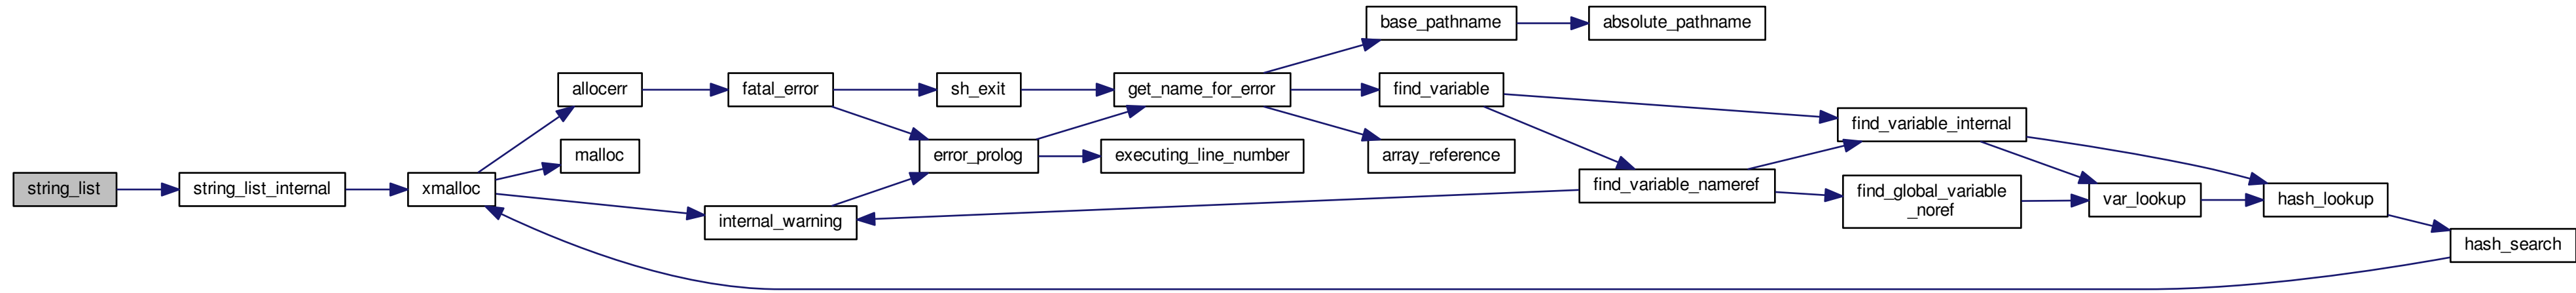 string_list
string_list_internal
xmalloc
allocerr
malloc
internal_warning
fatal_error
sh_exit
error_prolog
get_name_for_error
executing_line_number
base_pathname
absolute_pathname
find_variable
array_reference
find_variable_nameref
find_variable_internal
find_global_variable
_noref
var_lookup
hash_lookup
hash_search